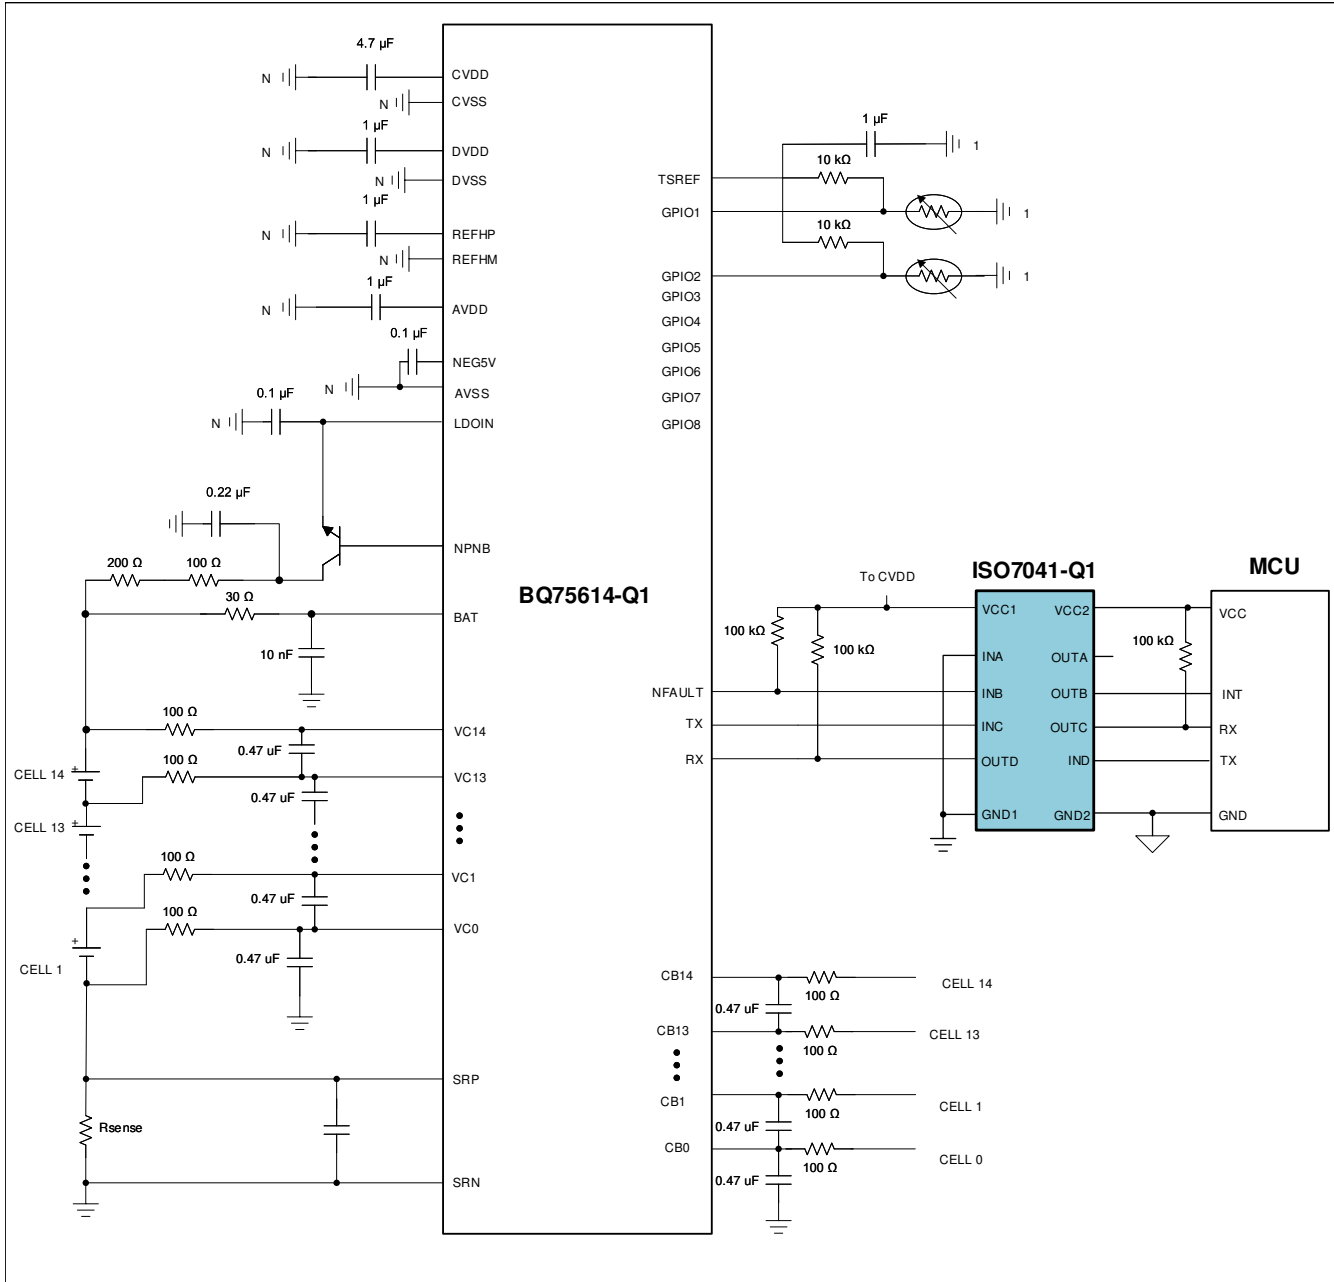 4.7 µF
N
CVDD
N
CVSS
1 µF
N
DVDD
N
DVSS
1 µF
N
REFHP
N
REFHM
1 µF
N
AVDD
0.1 µF
NEG5V
N
AVSS
0.1 µF
N
LDOIN
0.22 µF
NPNB
200 Ω
100 Ω
30 Ω
BAT
10 nF
100 Ω
VC14
0.47 uF
CELL 14
100 Ω
VC13
0.47 uF
CELL 13
100 Ω
VC1
0.47 uF
100 Ω
VC0
0.47 uF
CELL 1
SRP
Rsense
SRN
BQ75614-Q1
1 µF
1
TSREF
10 kΩ
GPIO1
1
10 kΩ
GPIO2
1
GPIO3
GPIO4
GPIO5
GPIO6
GPIO7
GPIO8
To CVDD
100 kΩ
100 kΩ
NFAULT
TX
RX
ISO7041-Q1
VCC1
VCC2
INA
OUTA
INB
OUTB
INC
OUTC
OUTD
IND
GND1
GND2
100 kΩ
MCU
VCC
INT
RX
TX
GND
CB14
100 Ω
CELL 14
0.47 uF
CB13
100 Ω
CELL 13
CB1
100 Ω
CELL 1
0.47 uF
CB0
100 Ω
CELL 0
0.47 uF